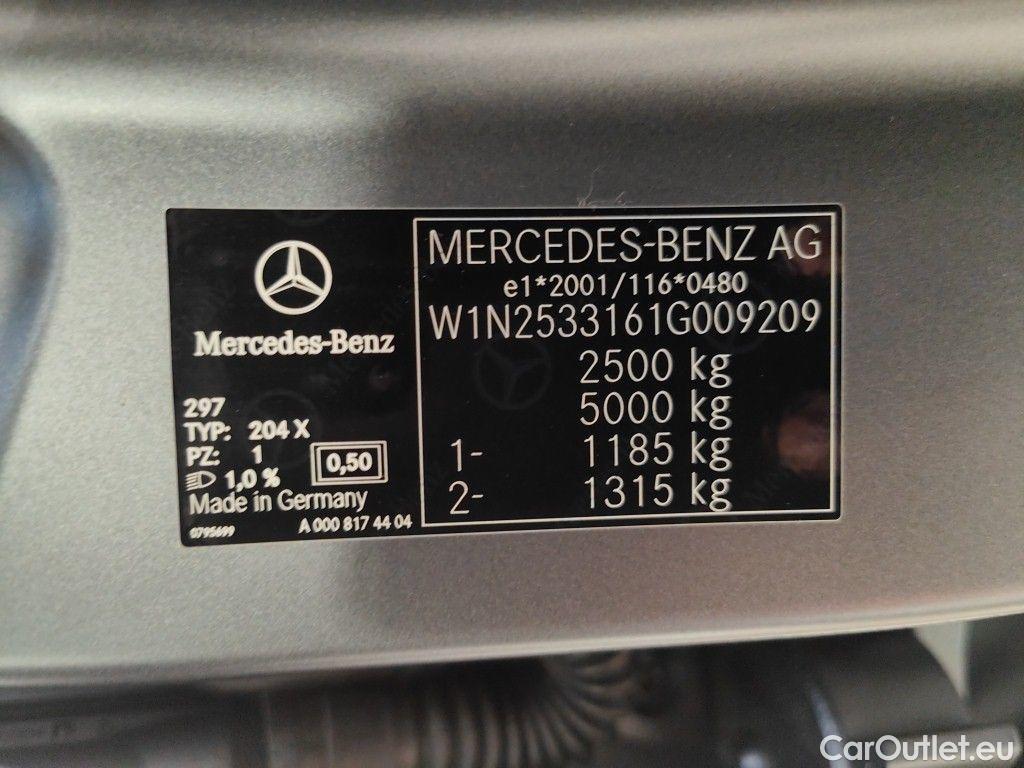 Mercedes-Benz
297
TYP: 204 X
PZ: 1
1,0 %
0,50
Made in Germany
0795699
A 000 817 44 04
MERCEDES-BENZ AG
e1*2001/116*0480
W1N2533161G009209
2500 kg
5000 kg
1- 1185 kg
2- 1315 kg
CarOutlet.eu